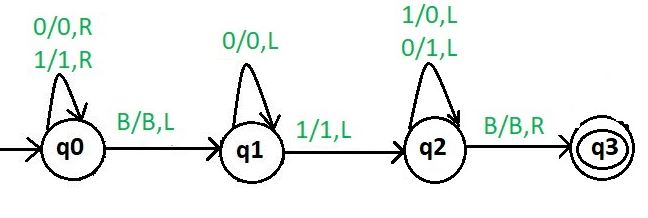 0/0,R
1/1,R
0/0,L
1/0,L
0/1,L
B/B,L
1/1,L
B/B,R
q0
q1
q2
q3